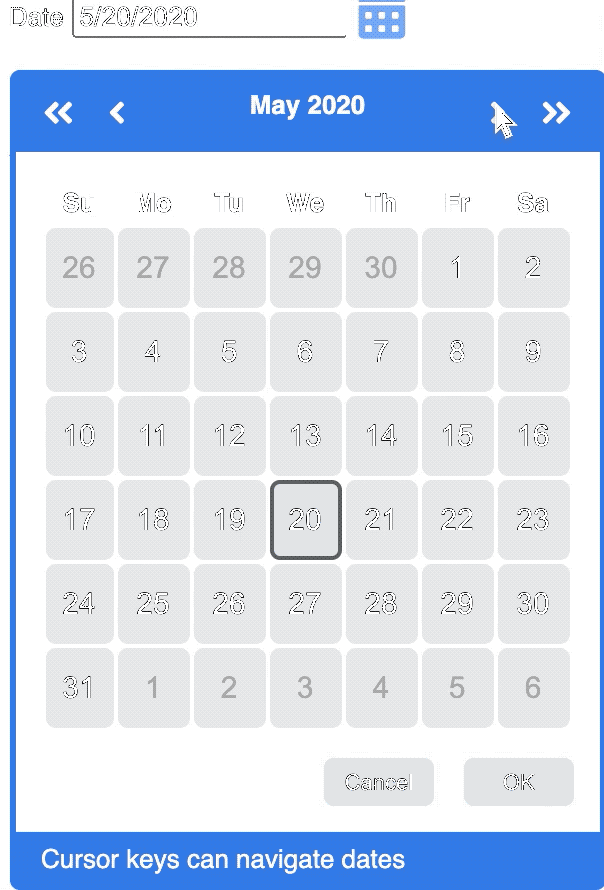 Date 5/20/2020
May 2020
Su Mo Tu We Th Fr Sa
26 27 28 29 30 1 2
3 4 5 6 7 8 9
10 11 12 13 14 15 16
17 18 19 20 21 22 23
24 25 26 27 28 29 30
31 1 2 3 4 5 6
Cancel OK
Cursor keys can navigate dates